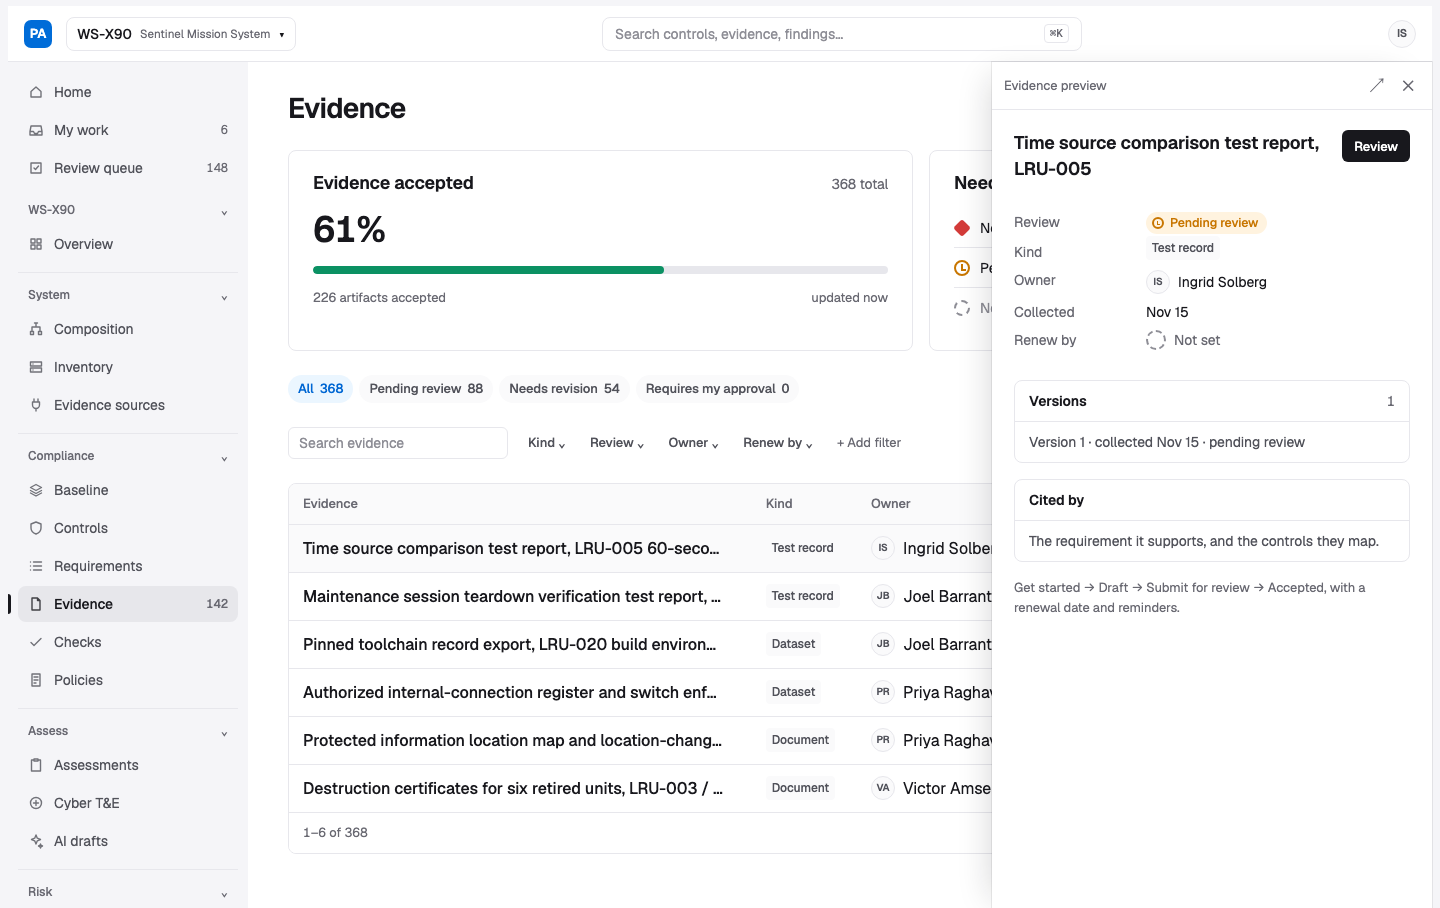 PA
WS-X90 Sentinel Mission System
Search controls, evidence, findings…
⌘K
IS
Home
My work 6
Review queue 148
WS-X90
Overview
System
Composition
Inventory
Evidence sources
Compliance
Baseline
Controls
Requirements
Evidence 142
Checks
Policies
Assess
Assessments
Cyber T&E
AI drafts
Risk
Evidence
Evidence accepted 368 total
61%
226 artifacts accepted updated now
All 368 Pending review 88 Needs revision 54 Requires my approval 0
Search evidence Kind Review Owner Renew by + Add filter
Evidence Kind Owner
Time source comparison test report, LRU-005 60-seco… Test record IS Ingrid
Maintenance session teardown verification test report, … Test record JB Joel Barrant
Pinned toolchain record export, LRU-020 build environ… Dataset JB Joel Barrant
Authorized internal-connection register and switch enf… Dataset PR Priya
Protected information location map and location-chang… Document PR Priya
Destruction certificates for six retired units, LRU-003 / … Document VA Victor
1–6 of 368
Evidence preview
Time source comparison test report,
LRU-005
Review
Review Pending review
Kind Test record
Owner IS Ingrid Solberg
Collected Nov 15
Renew by Not set
Versions 1
Version 1 · collected Nov 15 · pending review
Cited by
The requirement it supports, and the controls they map.
Get started → Draft → Submit for review → Accepted, with a
renewal date and reminders.